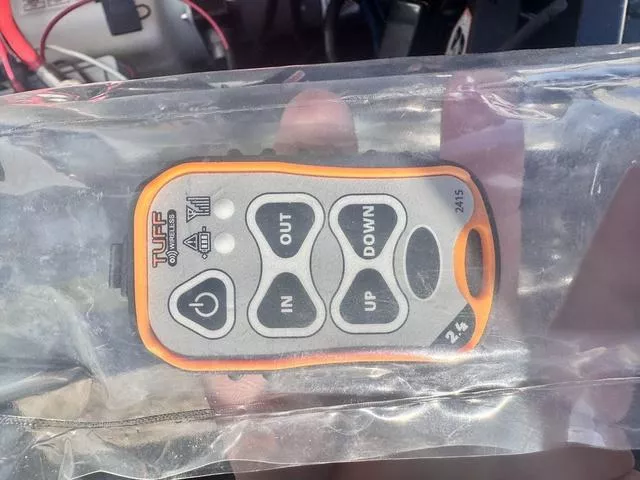 TUFF
WIRELESS
IN OUT
UP DOWN
2415
2.4